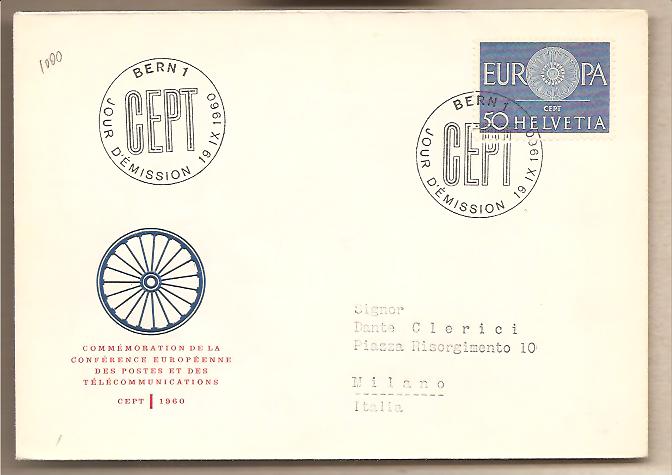 1000
BERN 1
CEPT
JOUR D'ÉMISSION 19 IX 1960
EUROPA
CEPT
50 HELVETIA
BERN 1
CEPT
JOUR D'ÉMISSION 19 IX 1960
COMMÉMORATION DE LA
CONFÉRENCE EUROPÉENNE
DES POSTES ET DES
TÉLÉCOMMUNICATIONS
CEPT | 1960
Signor
Dante Clerici
Piazza Risorgimento 10
Milano
Italia